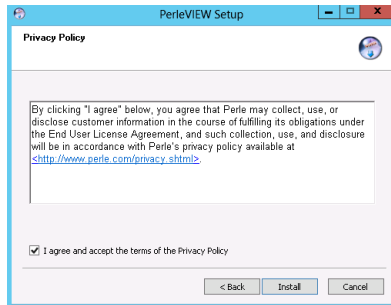 PerleVIEW Setup
Privacy Policy
By clicking "I agree" below, you agree that Perle may collect, use, or
disclose customer information in the course of fulfilling its obligations under
the End User License Agreement, and such collection, use, and disclosure
will be in accordance with Perle's privacy policy available at
<http://www.perle.com/privacy.shtml>.
I agree and accept the terms of the Privacy Policy
< Back Install Cancel